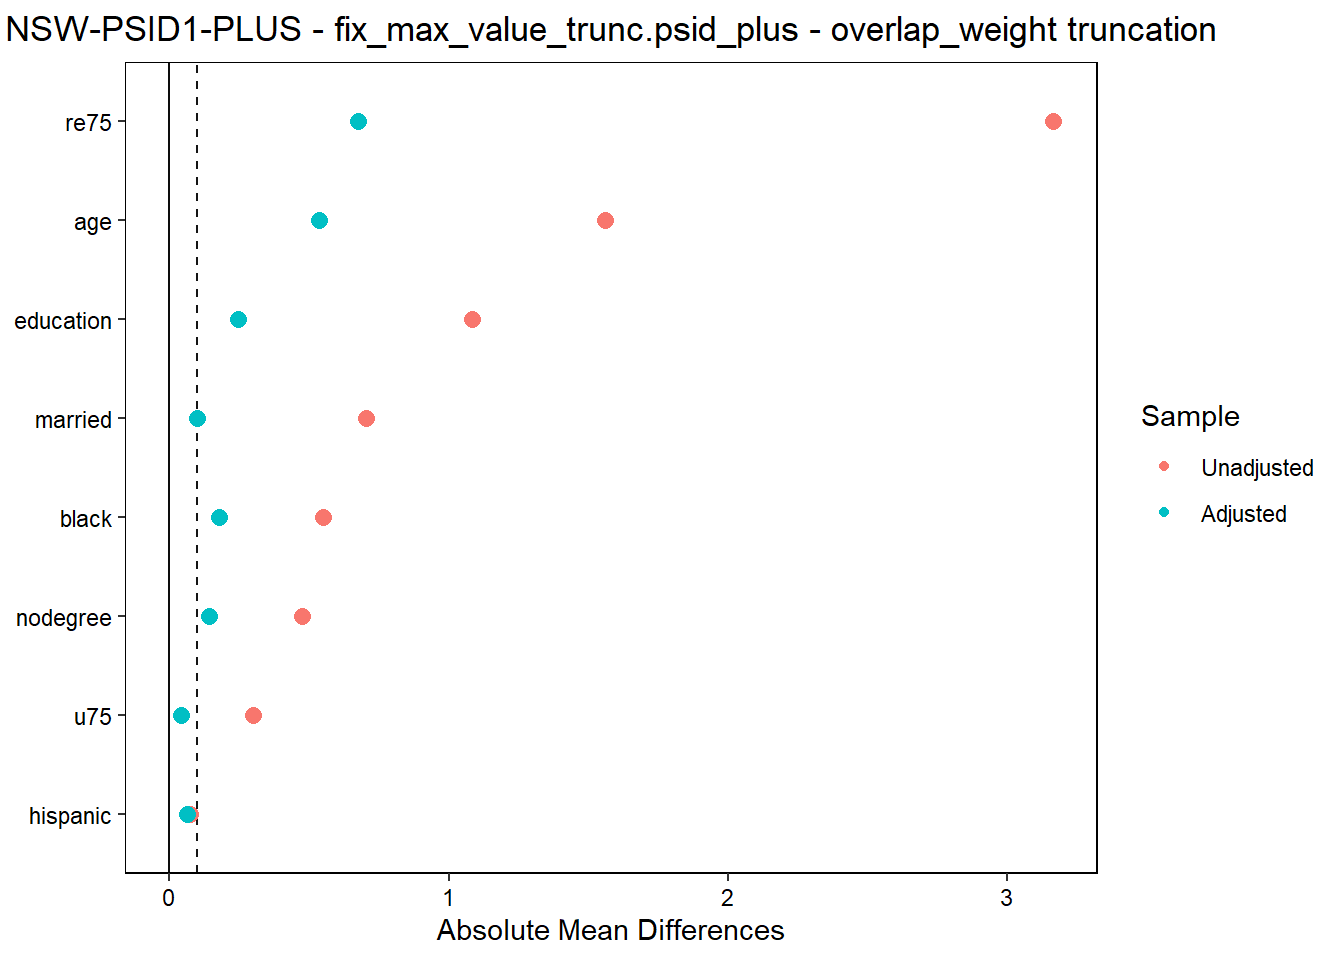 NSW-PSID1-PLUS - fix_max_value_trunc.psid_plus - overlap_weight truncation
re75
age
education
married
black
nodegree
u75
hispanic
0 1 2 3
Absolute Mean Differences
Sample
Unadjusted
Adjusted